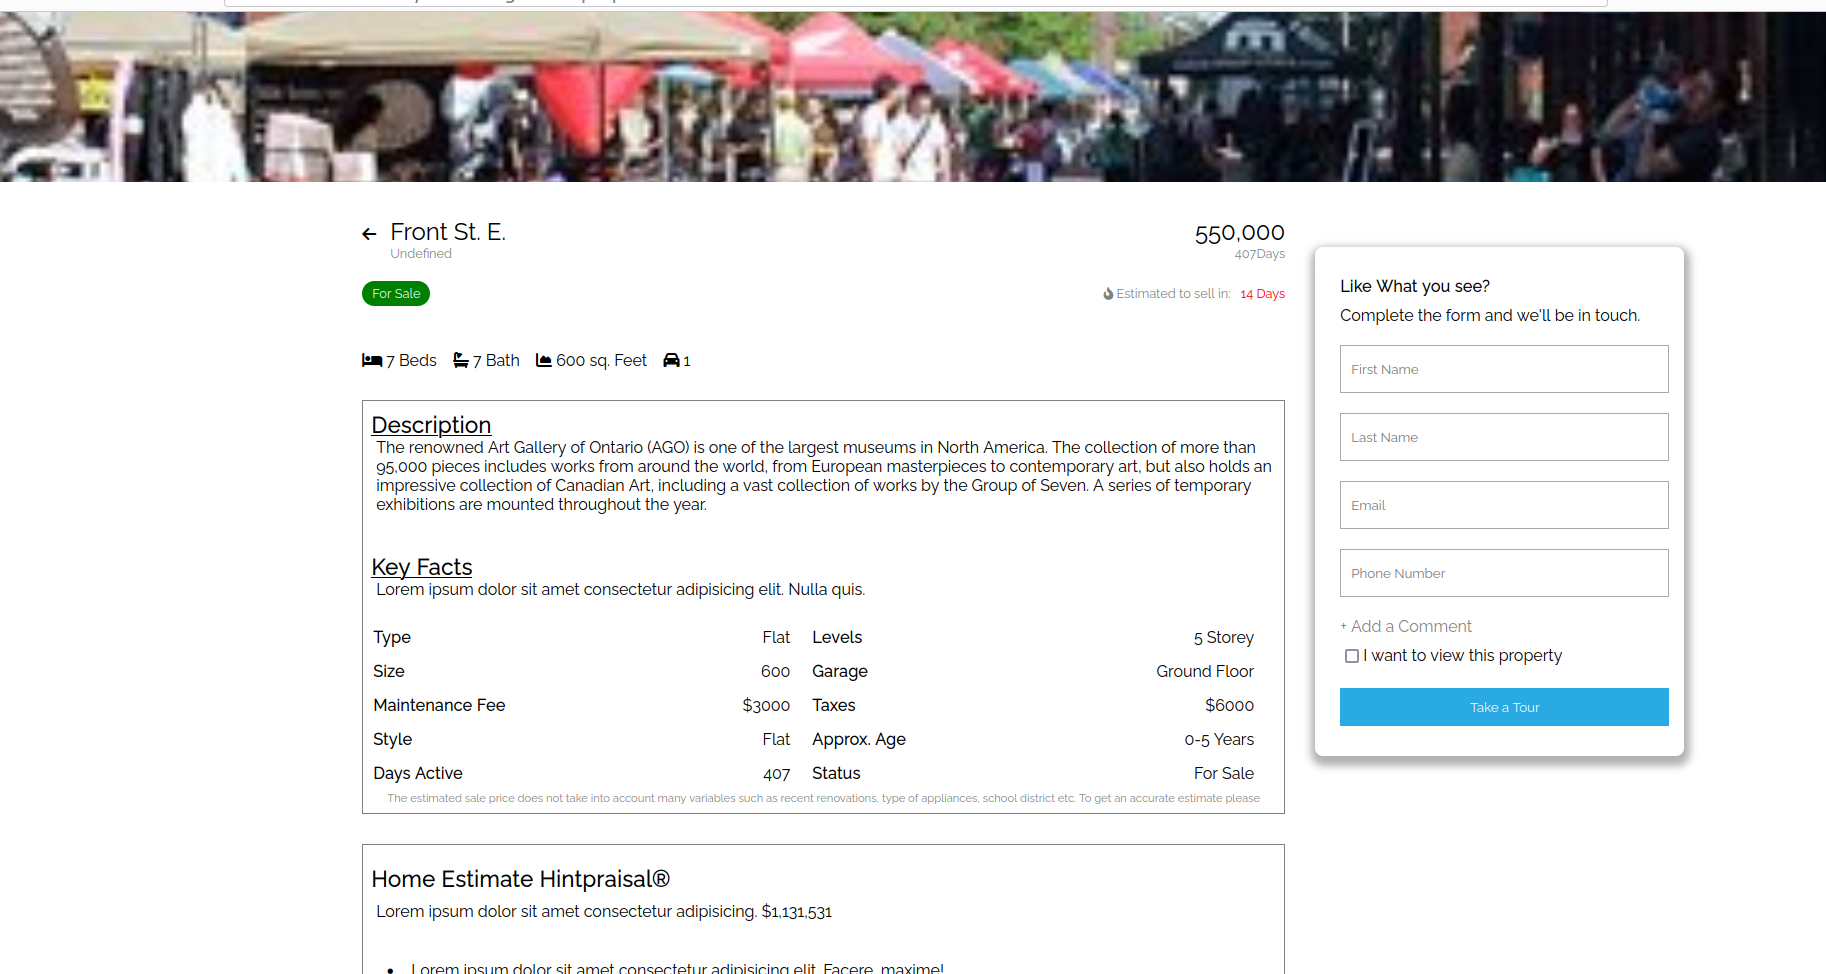 Front St. E.
Undefined
550,000
407Days
For Sale
Estimated to sell in: 14 Days
7 Beds 7 Bath 600 sq. Feet 1
Description
The renowned Art Gallery of Ontario (AGO) is one of the largest museums in North America. The collection of more than
95,000 pieces includes works from around the world, from European masterpieces to contemporary art, but also holds an
impressive collection of Canadian Art, including a vast collection of works by the Group of Seven. A series of temporary
exhibitions are mounted throughout the year.
Key Facts
Lorem ipsum dolor sit amet consectetur adipisicing elit. Nulla quis.
Type Flat Levels 5 Storey
Size 600 Garage Ground Floor
Maintenance Fee $3000 Taxes $6000
Style Flat Approx. Age 0-5 Years
Days Active 407 Status For Sale
The estimated sale price does not take into account many variables such as recent renovations, type of appliances, school district etc. To get an accurate estimate please
Home Estimate Hintpraisal®
Lorem ipsum dolor sit amet consectetur adipisicing. $1,131,531
• Lorem ipsum dolor sit amet consectetur adipisicing elit. Facere, maxime!
Like What you see?
Complete the form and we'll be in touch.
First Name
Last Name
Email
Phone Number
+ Add a Comment
I want to view this property
Take a Tour